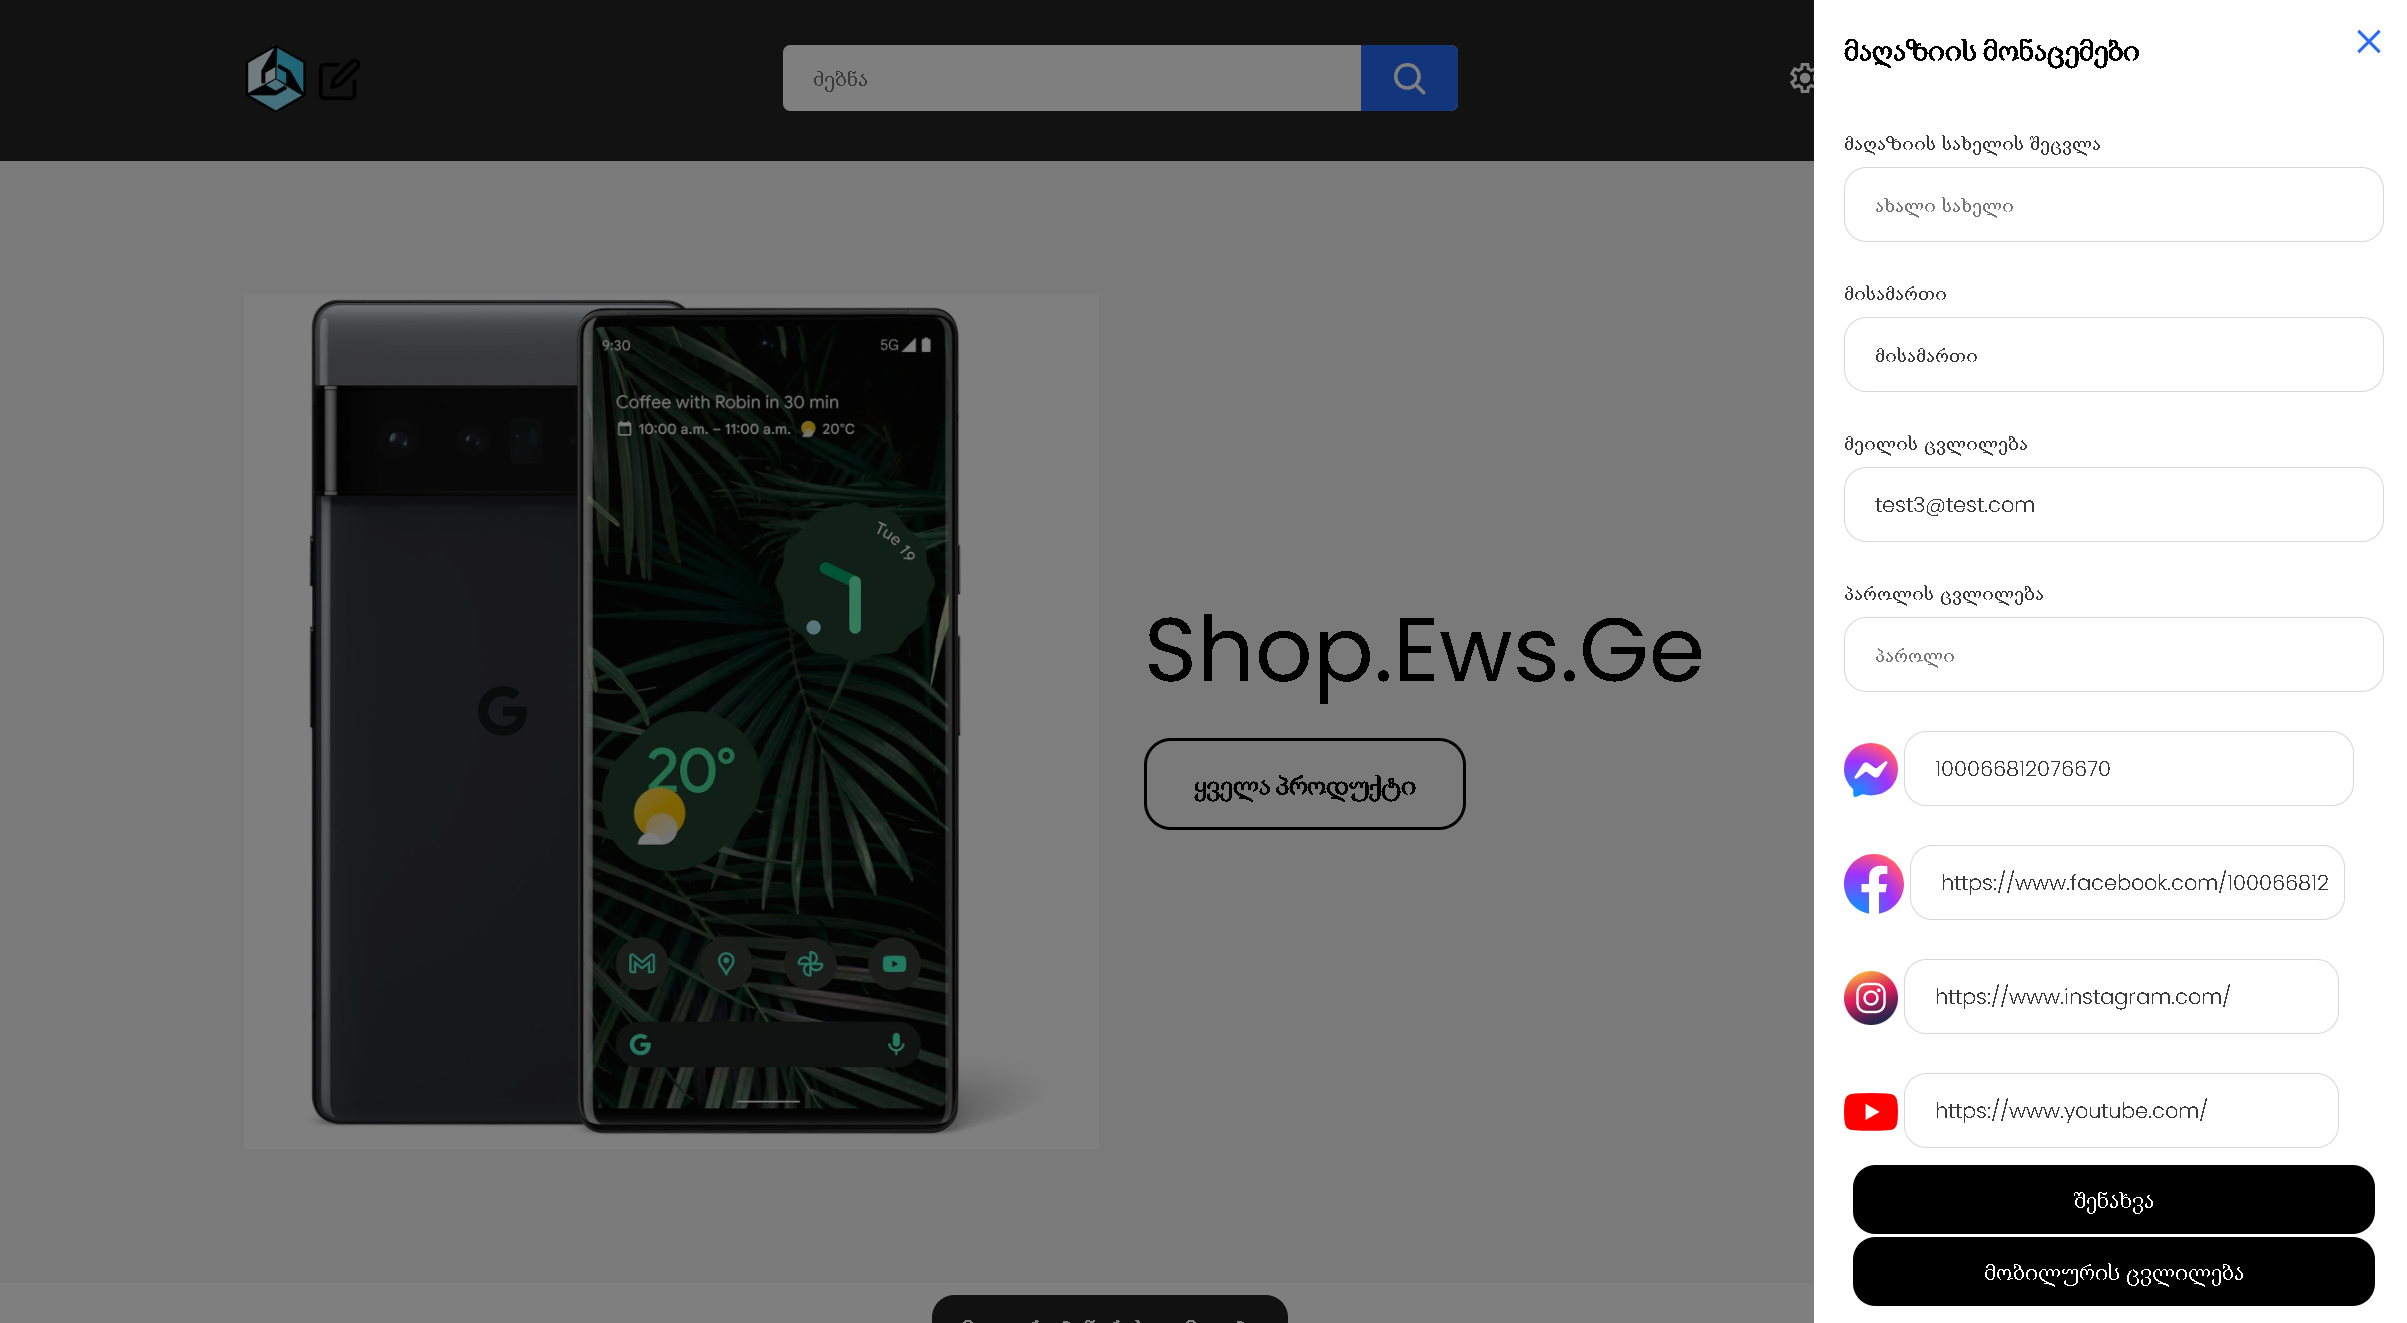 ძებნა
9:30
5G
Coffee with Robin in 30 min
10:00 a.m. – 11:00 a.m. 20°C
Tue 19
20°
Shop.Ews.Ge
ყველა პროდუქტი
მაღაზიის მონაცემები
მაღაზიის სახელის შეცვლა
ახალი სახელი
მისამართი
მისამართი
მეილის ცვლილება
test3@test.com
პაროლის ცვლილება
პაროლი
100066812076670
https://www.facebook.com/100066812
https://www.instagram.com/
https://www.youtube.com/
შენახვა
მობილურის ცვლილება